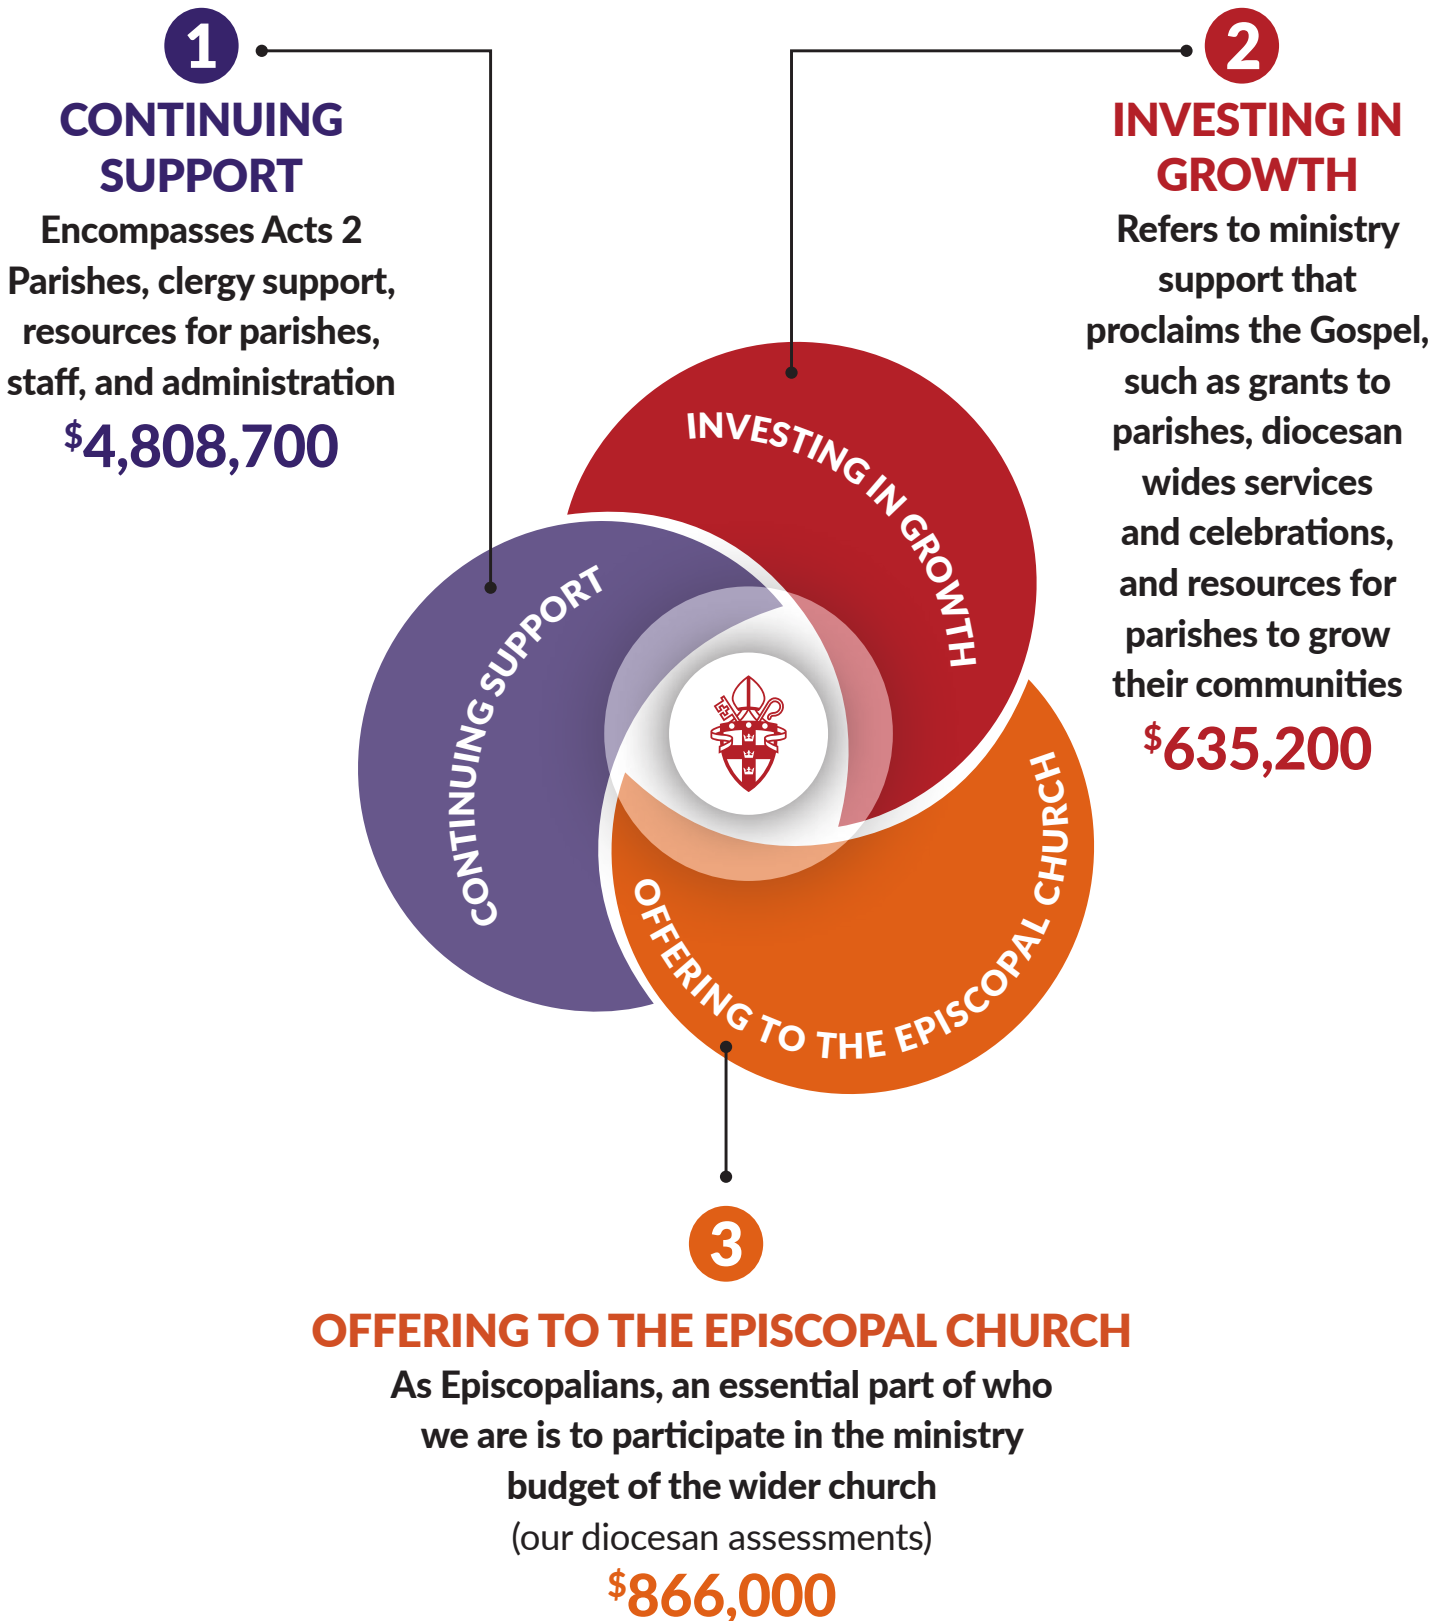 1
CONTINUING
SUPPORT
Encompasses Acts 2
Parishes, clergy support,
resources for parishes,
staff, and administration
$4,808,700
2
INVESTING IN
GROWTH
Refers to ministry
support that
proclaims the Gospel,
such as grants to
parishes, diocesan
wides services
and celebrations,
and resources for
parishes to grow
their communities
$635,200
INVESTING IN GROWTH
CONTINUING SUPPORT
OFFERING TO THE EPISCOPAL CHURCH
3
OFFERING TO THE EPISCOPAL CHURCH
As Episcopalians, an essential part of who
we are is to participate in the ministry
budget of the wider church
(our diocesan assessments)
$866,000